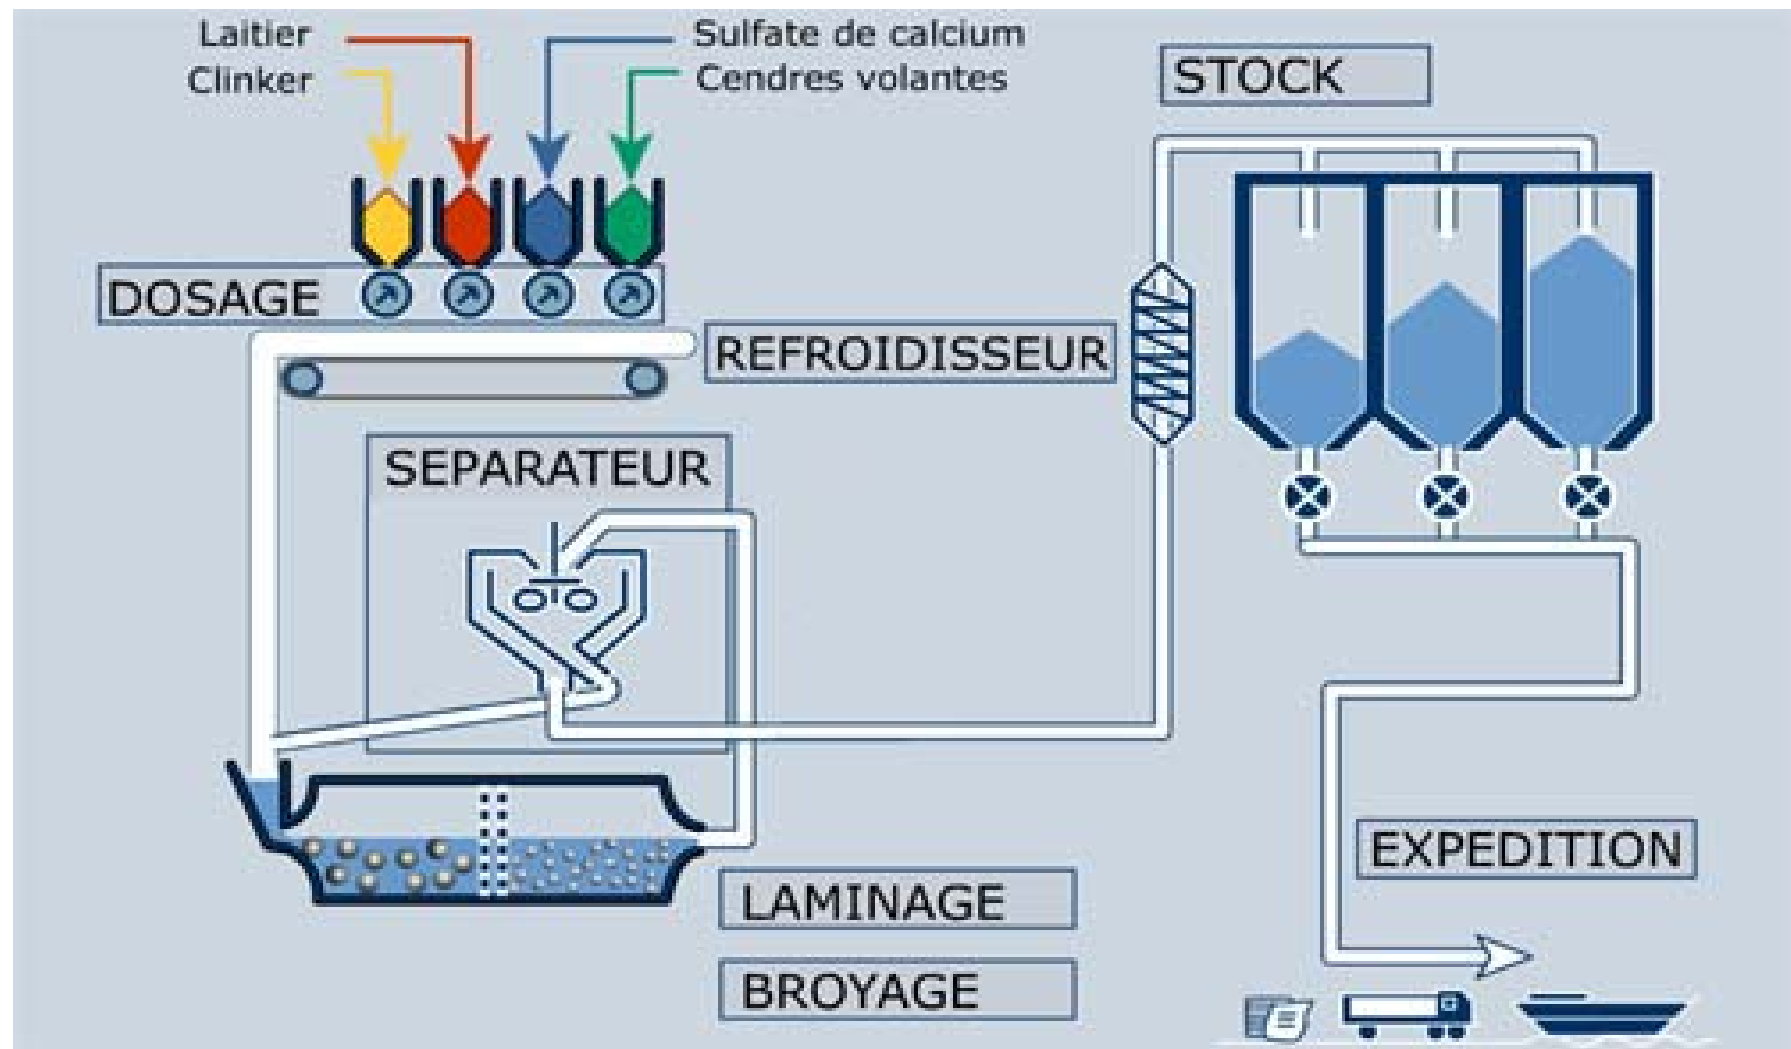 Laitier
Clinker
Sulfate de calcium
Cendres volantes
STOCK
DOSAGE
REFROIDISSEUR
SEPARATEUR
EXPEDITION
LAMINAGE
BROYAGE